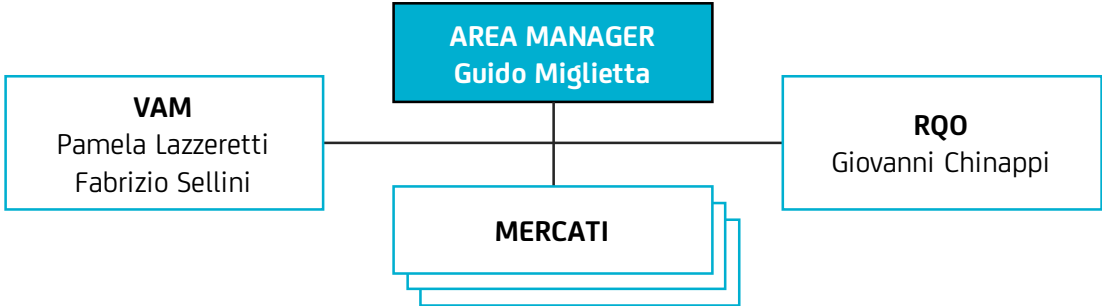 AREA MANAGER
Guido Miglietta
VAM
Pamela Lazzeretti
Fabrizio Sellini
RQO
Giovanni Chinappi
MERCATI